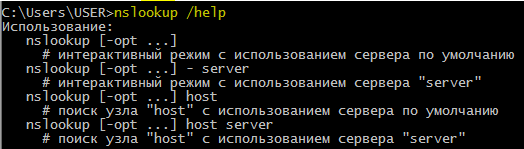 C:\Users\USER>nslookup /help
Использование:
   nslookup [-opt ...]
     # интерактивный режим с использованием сервера по умолчанию
   nslookup [-opt ...] - server
     # интерактивный режим с использованием сервера "server"
   nslookup [-opt ...] host
     # поиск узла "host" с использованием сервера по умолчанию
   nslookup [-opt ...] host server
     # поиск узла "host" с использованием сервера "server"